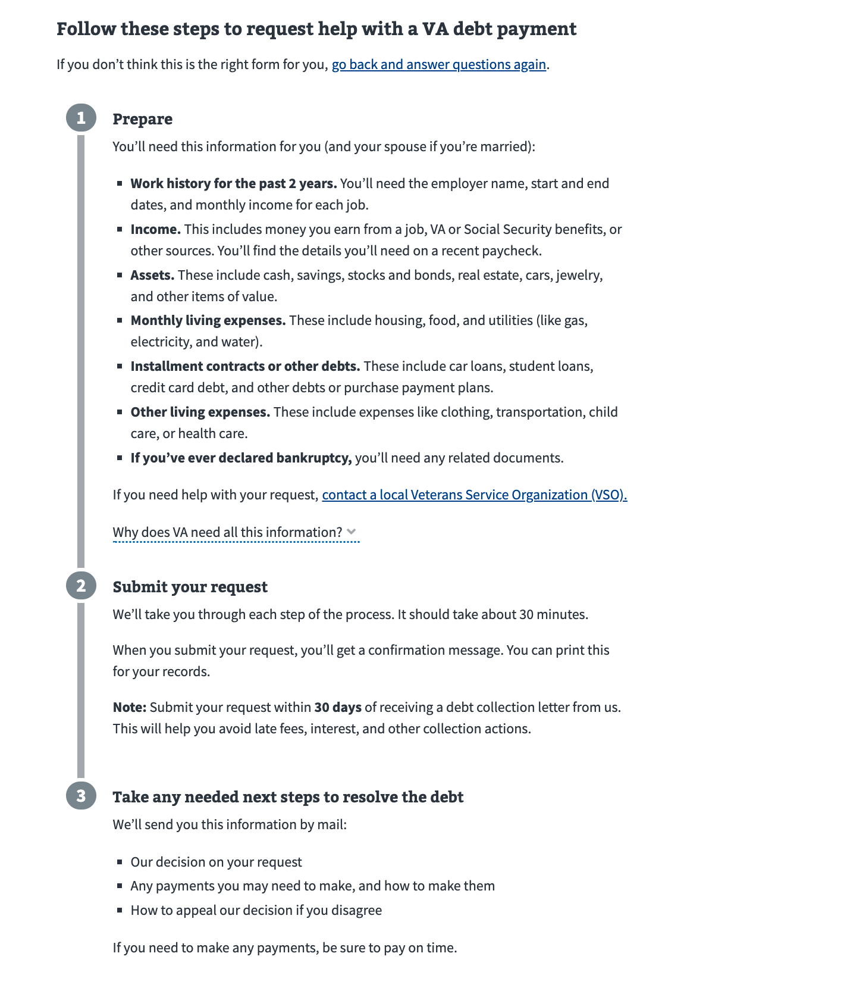 Follow these steps to request help with a VA debt payment
If you don’t think this is the right form for you, go back and answer questions again.
1
Prepare
You’ll need this information for you (and your spouse if you’re married):
▪ Work history for the past 2 years. You’ll need the employer name, start and end
dates, and monthly income for each job.
▪ Income. This includes money you earn from a job, VA or Social Security benefits, or
other sources. You’ll find the details you’ll need on a recent paycheck.
▪ Assets. These include cash, savings, stocks and bonds, real estate, cars, jewelry,
and other items of value.
▪ Monthly living expenses. These include housing, food, and utilities (like gas,
electricity, and water).
▪ Installment contracts or other debts. These include car loans, student loans,
credit card debt, and other debts or purchase payment plans.
▪ Other living expenses. These include expenses like clothing, transportation, child
care, or health care.
▪ If you’ve ever declared bankruptcy, you’ll need any related documents.
If you need help with your request, contact a local Veterans Service Organization (VSO).
Why does VA need all this information?
2
Submit your request
We’ll take you through each step of the process. It should take about 30 minutes.
When you submit your request, you’ll get a confirmation message. You can print this
for your records.
Note: Submit your request within 30 days of receiving a debt collection letter from us.
This will help you avoid late fees, interest, and other collection actions.
3
Take any needed next steps to resolve the debt
We’ll send you this information by mail:
▪ Our decision on your request
▪ Any payments you may need to make, and how to make them
▪ How to appeal our decision if you disagree
If you need to make any payments, be sure to pay on time.